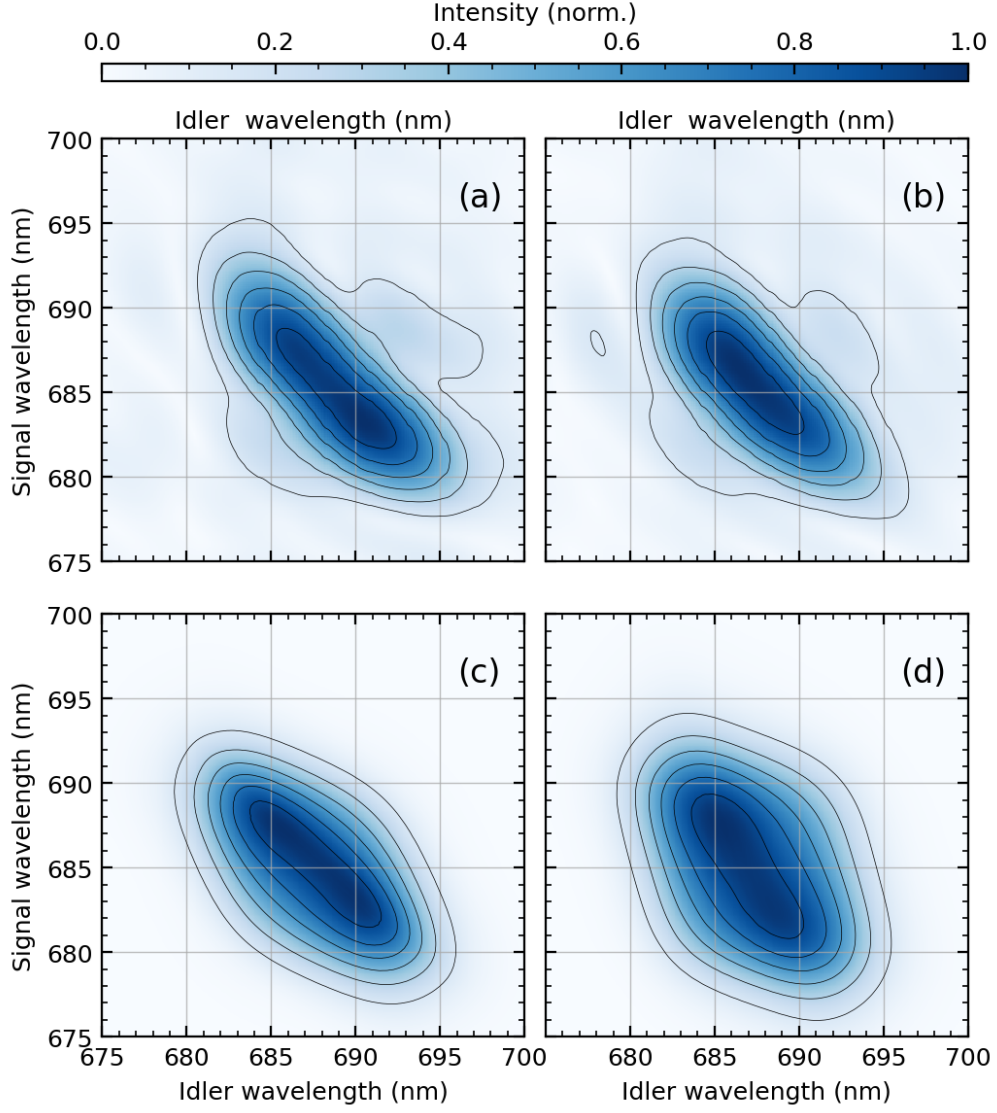 Intensity (norm.)
0.0 0.2 0.4 0.6 0.8 1.0
Idler  wavelength (nm) Idler  wavelength (nm)
700
695
690
685
680
675
Signal wavelength (nm)
(a) (b)
700
695
690
685
680
675
Signal wavelength (nm)
(c) (d)
675 680 685 690 695 700 680 685 690 695 700
Idler wavelength (nm) Idler wavelength (nm)